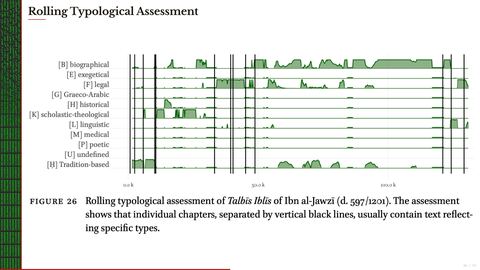 Rolling Typological Assessment
[B] biographical
[E] exegetical
[F] legal
[G] Graeco-Arabic
[H] historical
[K] scholastic-theological
[L] linguistic
[M] medical
[P] poetic
[U] undefined
[H] Tradition-based
0.0 k 50.0 k 100.0 k
FIGURE 26 Rolling typological assessment of Talbīs Iblīs of Ibn al-Jawzī (d. 597/1201). The assessment
shows that individual chapters, separated by vertical black lines, usually contain text reflect-
ing specific types.